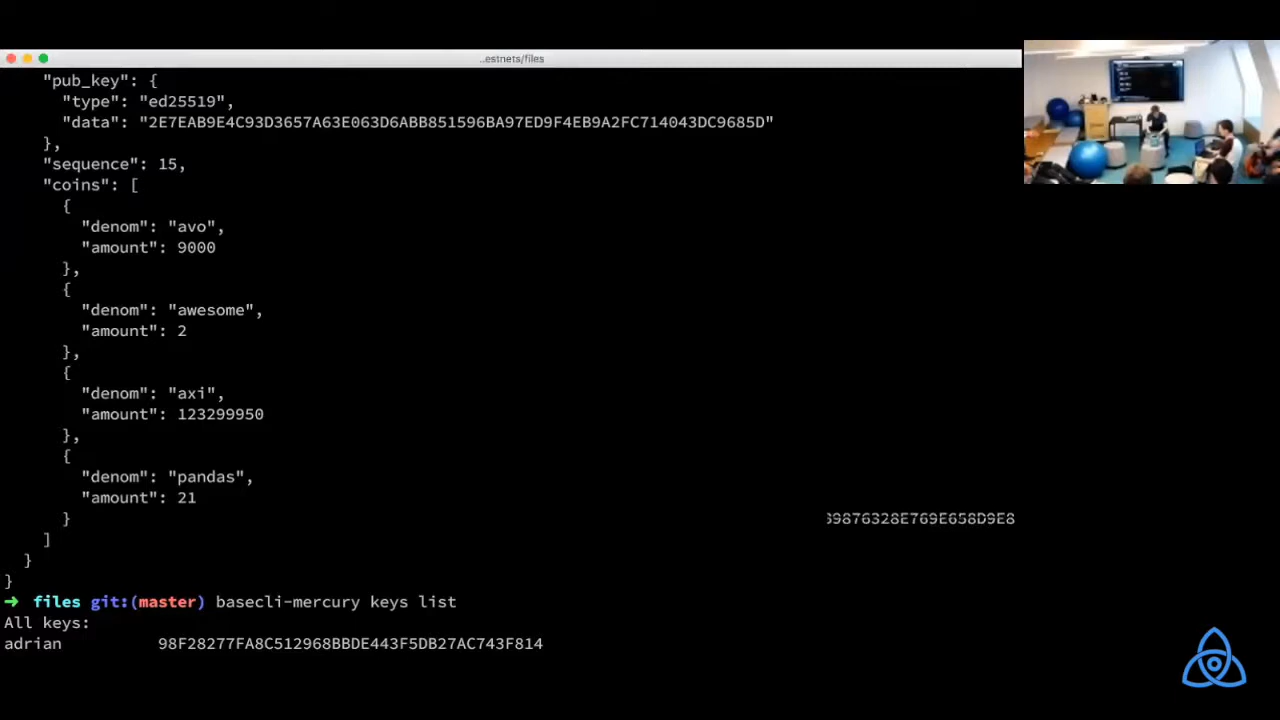 ..estnets/files
"pub_key": {
"type": "ed25519",
"data": "2E7EAB9E4C93D3657A63E063D6ABB851596BA97ED9F4EB9A2FC714043DC9685D"
},
"sequence": 15,
"coins": [
{
"denom": "avo",
"amount": 9000
},
{
"denom": "awesome",
"amount": 2
},
{
"denom": "axi",
"amount": 123299950
},
{
"denom": "pandas",
"amount": 21
}
39876328E769E658D9E8
]
}
}
➜ files git:(master) basecli-mercury keys list
All keys:
adrian 98F28277FA8C512968BBDE443F5DB27AC743F814